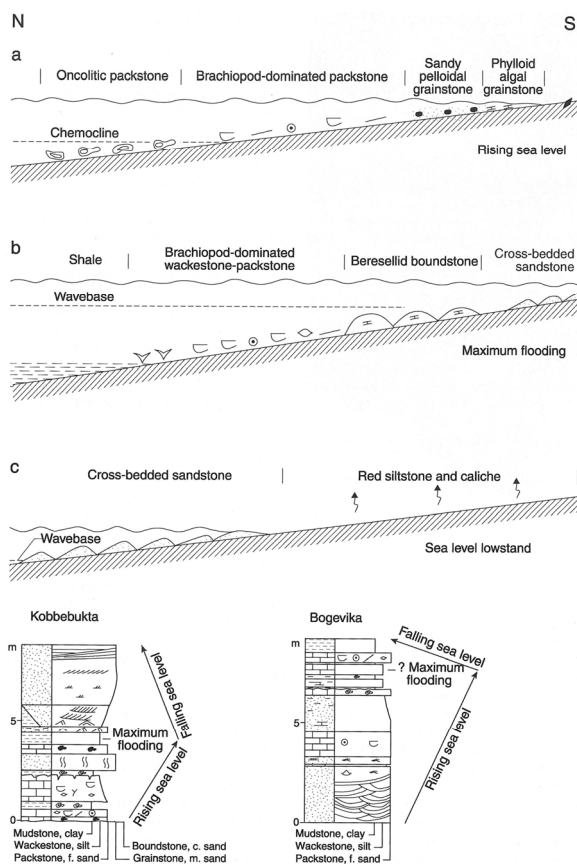 N S
a
Oncolitic packstone | Brachiopod-dominated packstone | Sandy pelloidal grainstone | Phylloid algal grainstone
Chemocline
Rising sea level
b
Shale | Brachiopod-dominated wackestone-packstone | Beresellid boundstone | Cross-bedded sandstone
Wavebase
Maximum flooding
c
Cross-bedded sandstone | Red siltstone and caliche
Wavebase
Sea level lowstand
Kobbebukta
m
5
0
Maximum flooding
Falling sea level
Rising sea level
Mudstone, clay
Wackestone, silt
Packstone, f. sand
Boundstone, c. sand
Grainstone, m. sand
Bogevika
m
5
0
Falling sea level
? Maximum flooding
Rising sea level
Mudstone, clay
Wackestone, silt
Packstone, f. sand